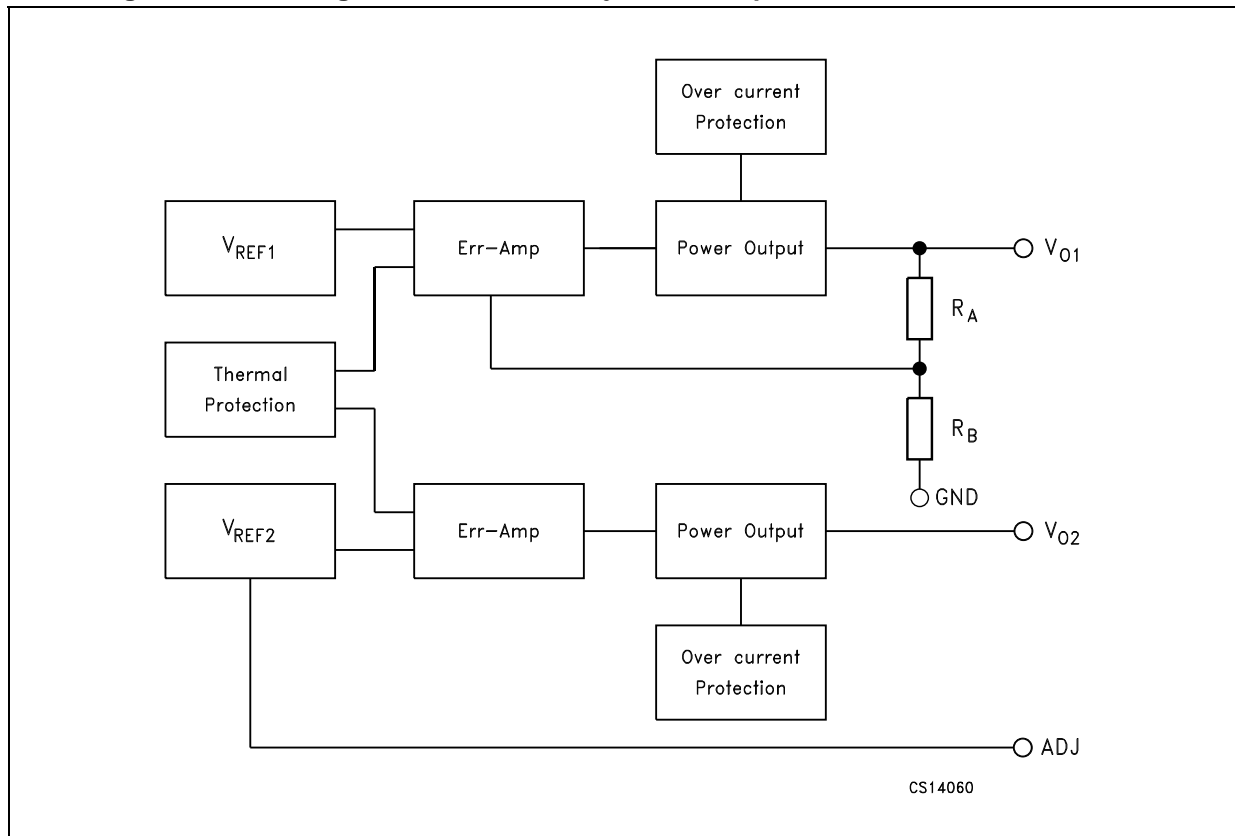 Over current
Protection
V_REF1
Err-Amp
Power Output
V_O1
R_A
Thermal
Protection
R_B
GND
V_REF2
Err-Amp
Power Output
V_O2
Over current
Protection
ADJ
CS14060